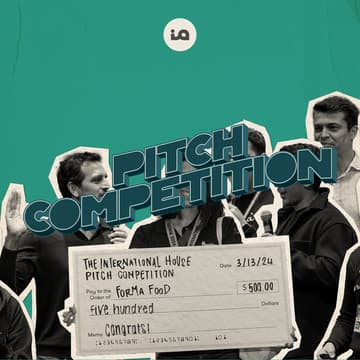 ia
PITCH
COMPETITION
THE INTERNATIONAL HOUSE
PITCH COMPETITION
Date 3/13/24
Pay to the
Order of FORMA FOOD
$500.00
FIVE hundred
Dollars
Memo Congrats!